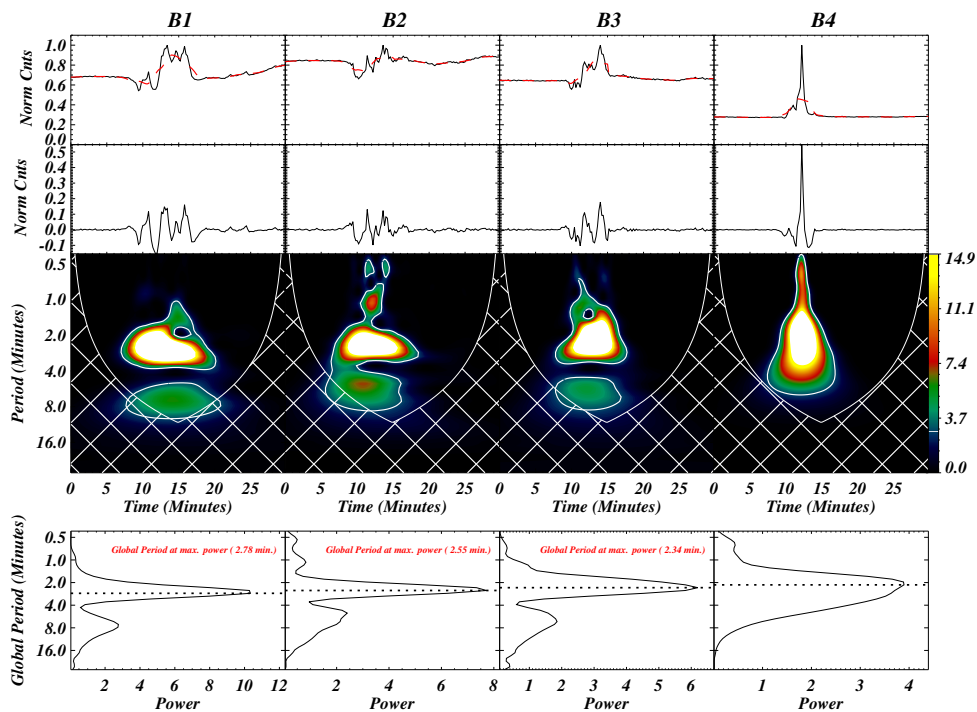 B1 B2 B3 B4
Norm Cnts
1.0
0.8
0.6
0.4
0.2
0.0
Norm Cnts
0.5
0.4
0.3
0.2
0.1
0.0
-0.1
Period (Minutes)
0.5
1.0
2.0
4.0
8.0
16.0
14.9
11.1
7.4
3.7
0.0
0 5 10 15 20 25 0 5 10 15 20 25 0 5 10 15 20 25 0 5 10 15 20 25
Time (Minutes) Time (Minutes) Time (Minutes) Time (Minutes)
Global Period (Minutes)
0.5
1.0
2.0
4.0
8.0
16.0
Global Period at max. power ( 2.78 min.)
Global Period at max. power ( 2.55 min.)
Global Period at max. power ( 2.34 min.)
2 4 6 8 10 12 2 4 6 8 1 2 3 4 5 6 1 2 3 4
Power Power Power Power